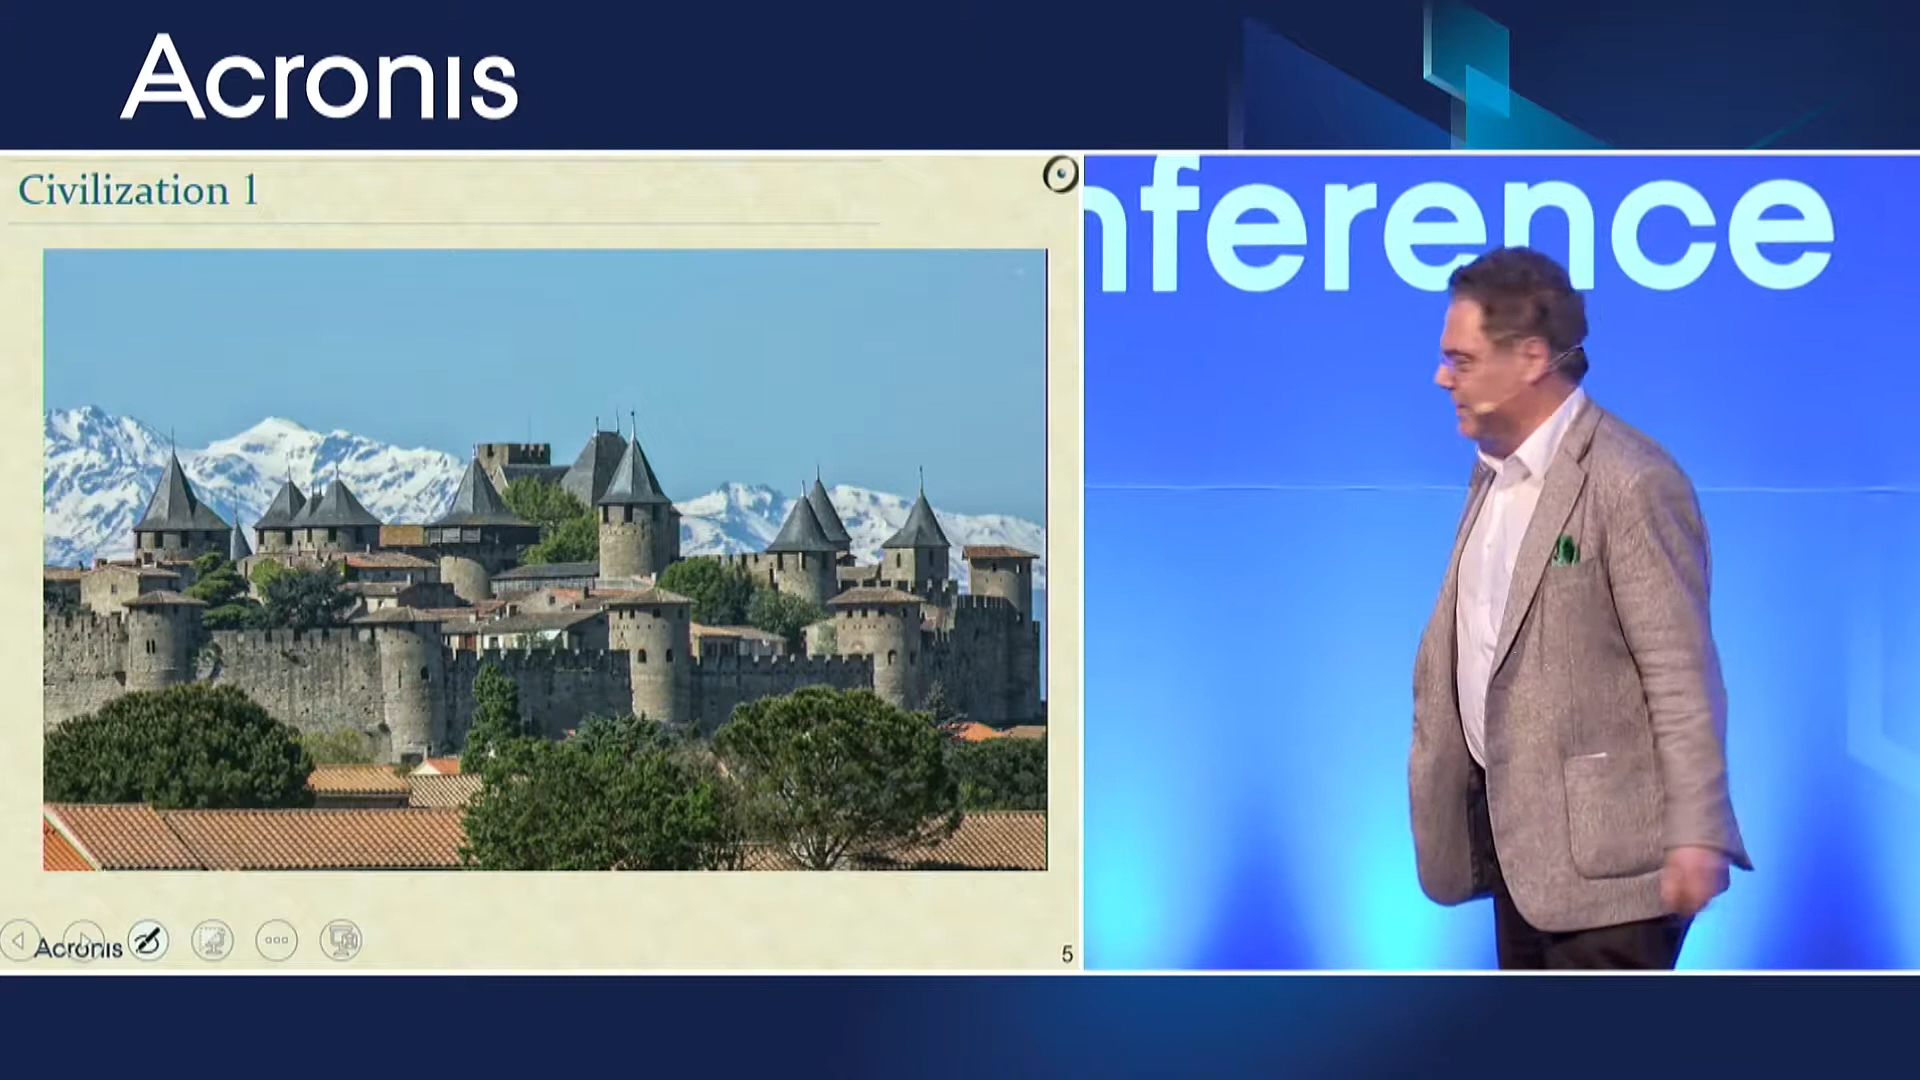 Acronis
Civilization 1
nference
Acronis
5